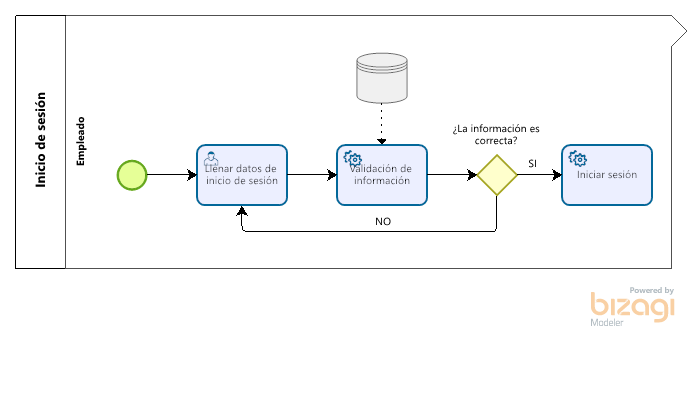 Inicio de sesión
Empleado
¿La información es
correcta?
Llenar datos de
inicio de sesión
Validación de
información
SI
Iniciar sesión
NO
Powered by
bizagi
Modeler